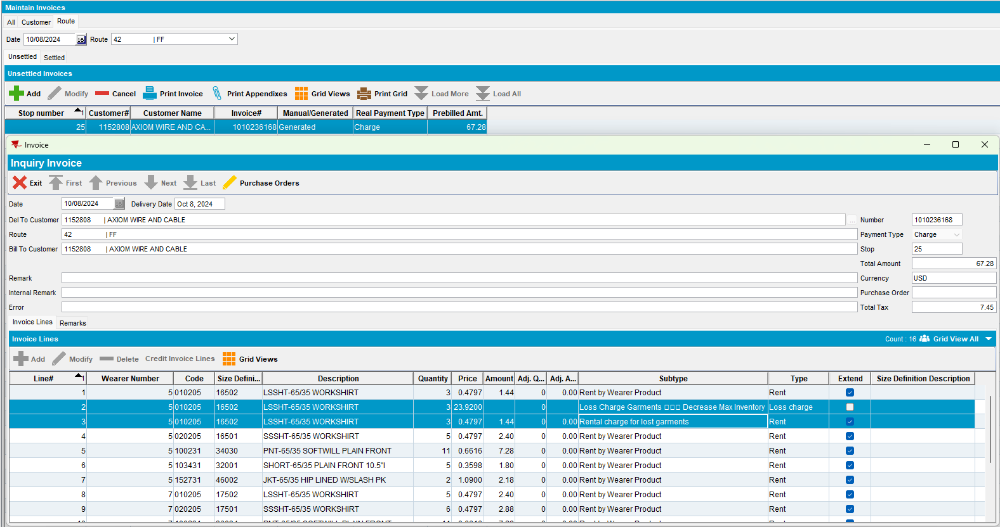 Maintain Invoices
All Customer Route
Date 10/08/2024 16 Route 42 | FF
Unsettled Settled
Unsettled Invoices
Add Modify Cancel Print Invoice Print Appendixes Grid Views Print Grid Load More Load All
Stop number 1 Customer# Customer Name Invoice# Manual/Generated Real Payment Type Prebilled Amt.
25 1152808 AXIOM WIRE AND CA... 1010236168 Generated Charge 67.28
Invoice
Inquiry Invoice
Exit First Previous Next Last Purchase Orders
Date 10/08/2024 16 Delivery Date Oct 8, 2024
Del To Customer 1152808 | AXIOM WIRE AND CABLE ... Number 1010236168
Route 42 | FF Payment Type Charge
Bill To Customer 1152808 | AXIOM WIRE AND CABLE Stop 25
Total Amount 67.28
Remark Currency USD
Internal Remark Purchase Order
Error Total Tax 7.45
Invoice Lines Remarks
Invoice Lines Count : 16 Grid View All
Add Modify Delete Credit Invoice Lines Grid Views
Line# 1 Wearer Number Code Size Defini... Description Quantity Price Amount Adj. Q... Adj. A... Subtype Type Extend Size Definition Description
1 5 010205 16502 LSSHT-65/35 WORKSHIRT 3 0.4797 1.44 0 0.00 Rent by Wearer Product Rent
2 5 010205 16502 LSSHT-65/35 WORKSHIRT 3 23.9200 0 Loss Charge Garments □□□ Decrease Max Inventory Loss charge
3 5 010205 16502 LSSHT-65/35 WORKSHIRT 3 0.4797 1.44 0 0.00 Rental charge for lost garments Rent
4 5 020205 16501 SSSHT-65/35 WORKSHIRT 5 0.4797 2.40 0 0.00 Rent by Wearer Product Rent
5 5 100231 34030 PNT-65/35 SOFTWILL PLAIN FRONT 11 0.6616 7.28 0 0.00 Rent by Wearer Product Rent
6 5 103431 32001 SHORT-65/35 PLAIN FRONT 10.5"I 5 0.3598 1.80 0 0.00 Rent by Wearer Product Rent
7 5 152731 46002 JKT-65/35 HIP LINED W/SLASH PK 2 1.0900 2.18 0 0.00 Rent by Wearer Product Rent
8 7 010205 17502 LSSHT-65/35 WORKSHIRT 5 0.4797 2.40 0 0.00 Rent by Wearer Product Rent
9 7 020205 17501 SSSHT-65/35 WORKSHIRT 6 0.4797 2.88 0 0.00 Rent by Wearer Product Rent